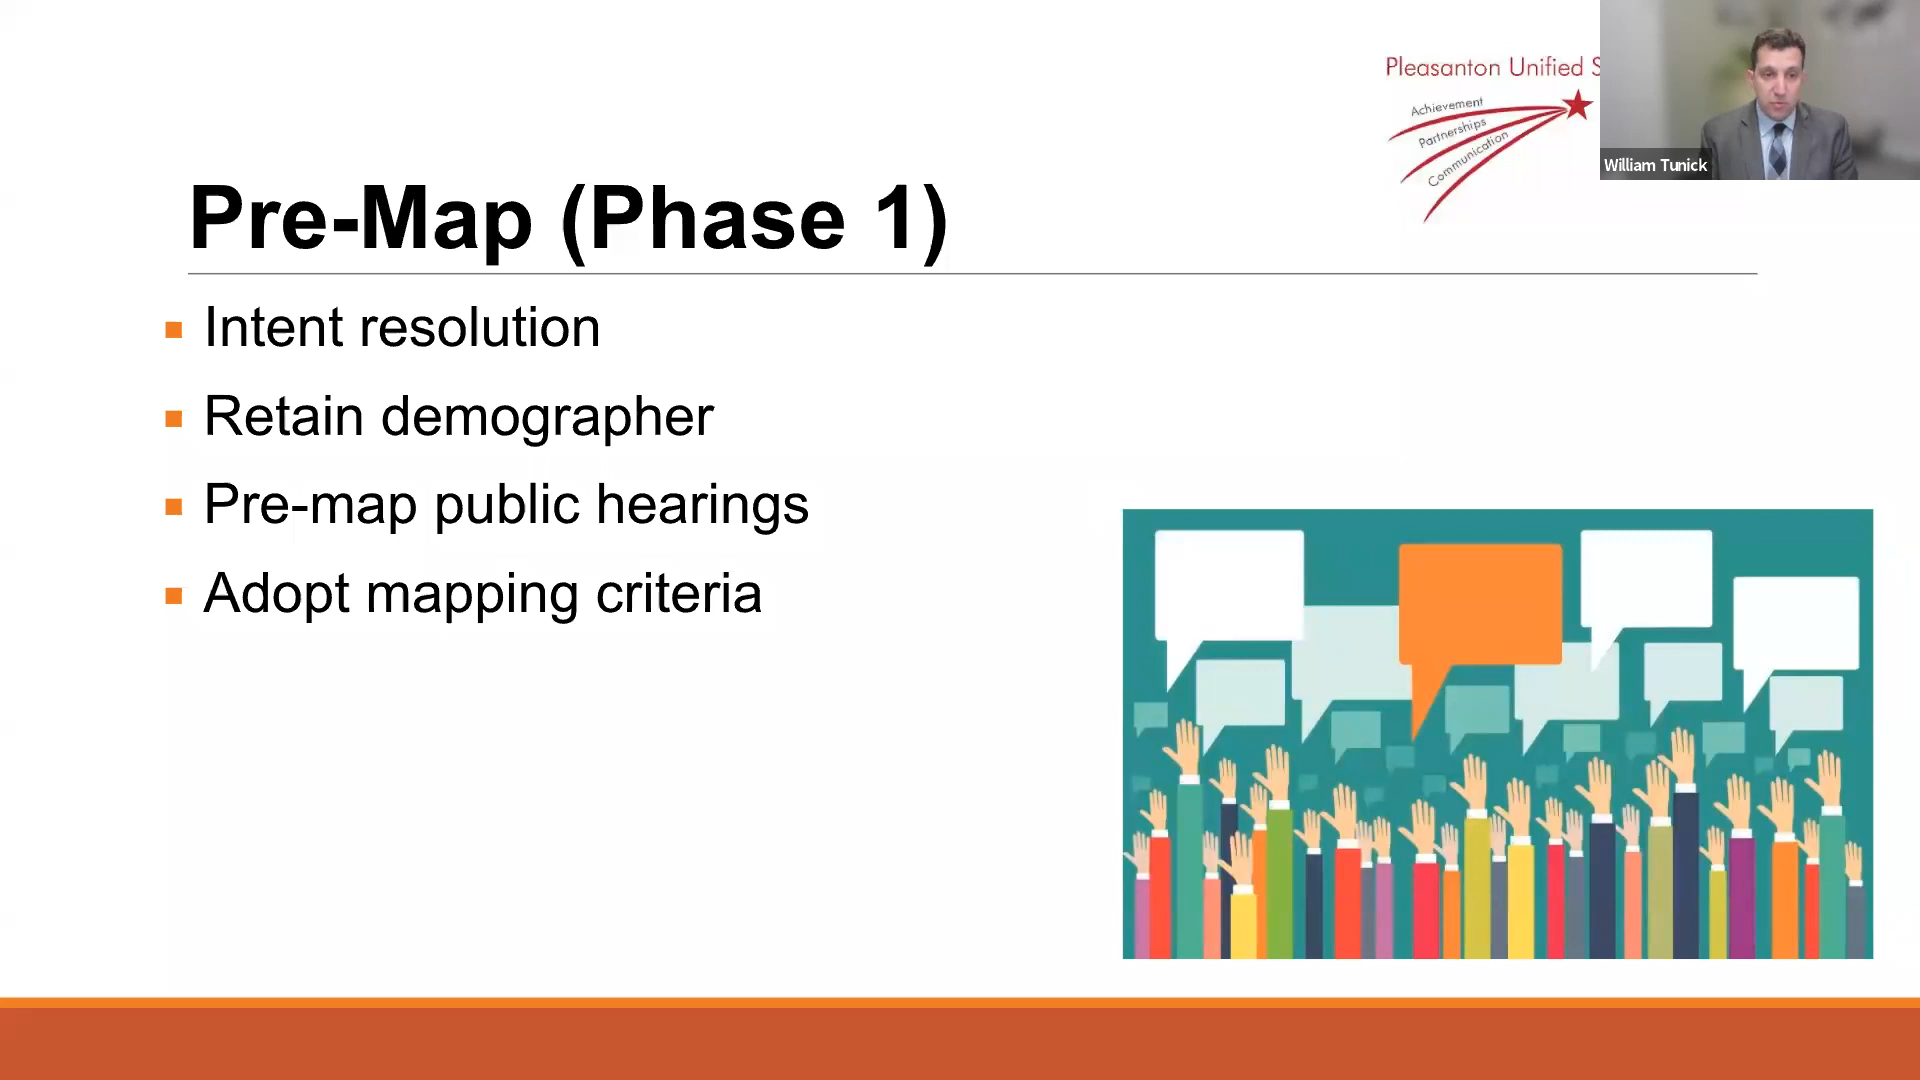 Pleasanton Unified S
Achievement
Partnerships
Communication
William Tunick
Pre-Map (Phase 1)
Intent resolution
Retain demographer
Pre-map public hearings
Adopt mapping criteria